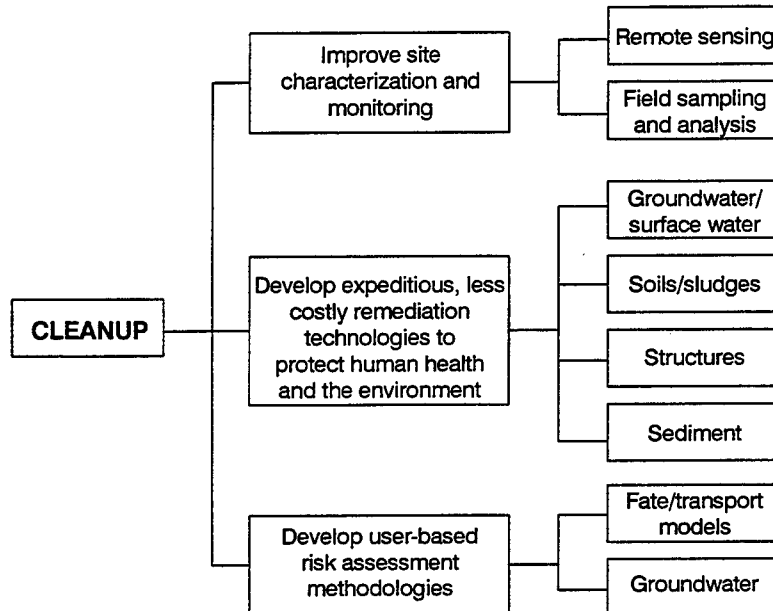 CLEANUP
Improve site
characterization and
monitoring
Remote sensing
Field sampling
and analysis
Develop expeditious, less
costly remediation
technologies to
protect human health
and the environment
Groundwater/
surface water
Soils/sludges
Structures
Sediment
Develop user-based
risk assessment
methodologies
Fate/transport
models
Groundwater